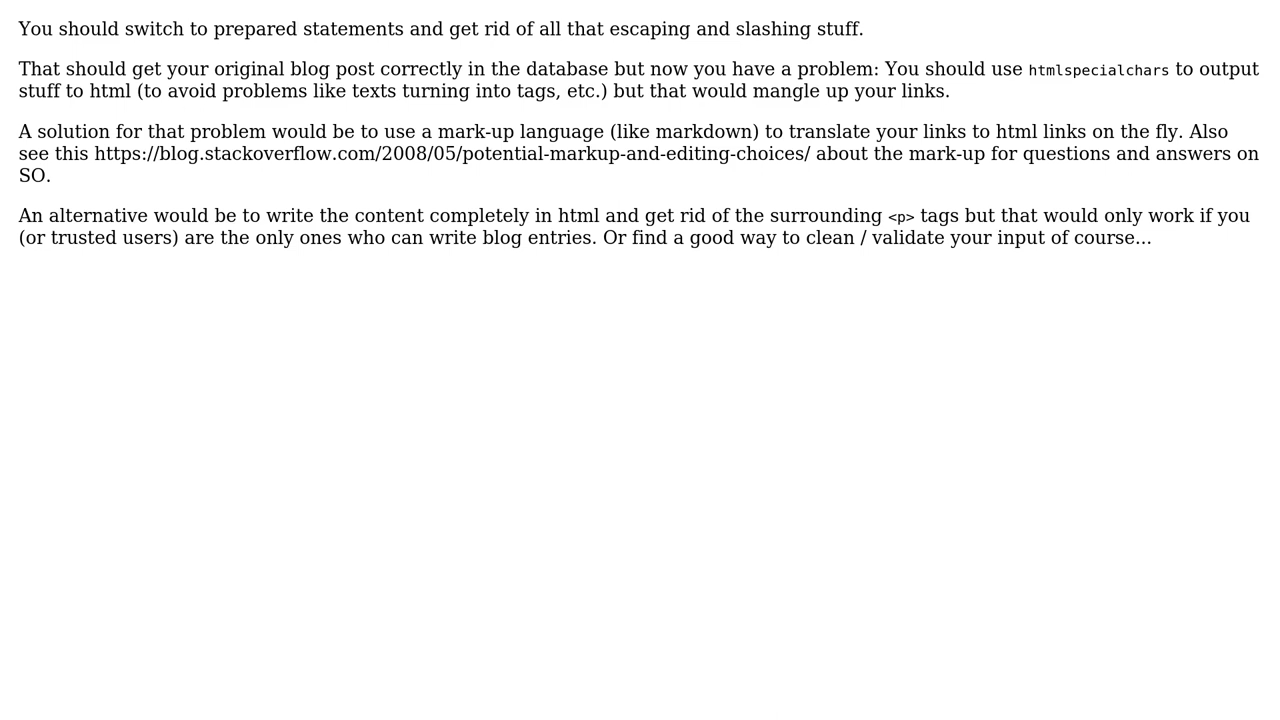 You should switch to prepared statements and get rid of all that escaping and slashing stuff.
That should get your original blog post correctly in the database but now you have a problem: You should use htmlspecialchars to output
stuff to html (to avoid problems like texts turning into tags, etc.) but that would mangle up your links.
A solution for that problem would be to use a mark-up language (like markdown) to translate your links to html links on the fly. Also
see this https://blog.stackoverflow.com/2008/05/potential-markup-and-editing-choices/ about the mark-up for questions and answers on
SO.
An alternative would be to write the content completely in html and get rid of the surrounding <p> tags but that would only work if you
(or trusted users) are the only ones who can write blog entries. Or find a good way to clean / validate your input of course...